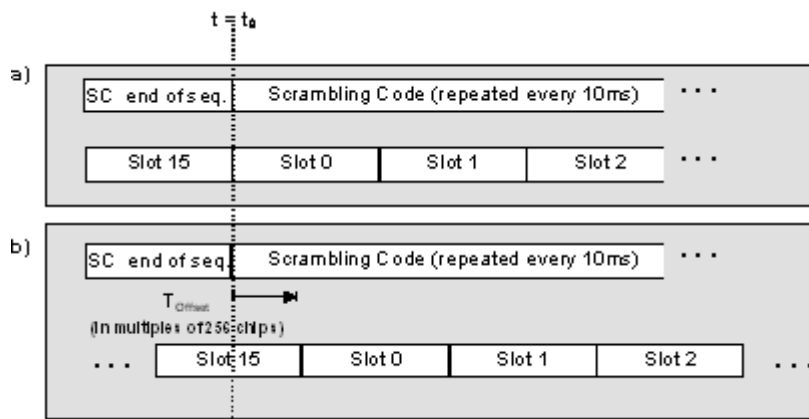 t = t₀
a)
SC end of seq. Scrambling Code (repeated every 10ms) ...
Slot 15 Slot 0 Slot 1 Slot 2 ...
b)
SC end of seq. Scrambling Code (repeated every 10ms) ...
T Offset
(in multiples of 256 chips)
... Slot 15 Slot 0 Slot 1 Slot 2 ...